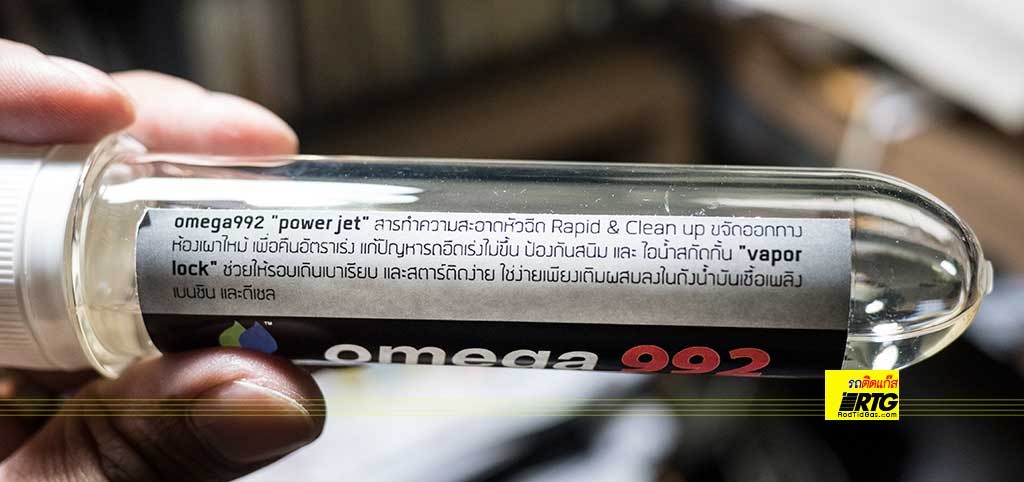 omega992 "power jet" สารทำความสะอาดหัวฉีด Rapid & Clean up ขจัดออกทาง
ห้องเผาไหม้ เพื่อคืนอัตราเร่ง แก้ปัญหารถอืดเร่งไม่ขึ้น ป้องกันสนิม และ ไอน้ำสกัดกั้น "vapor
lock" ช่วยให้รอบเดินเบาเรียบ และสตาร์ติดง่าย ใช่ง่ายเพียงเติมผสมลงในถังน้ำมันเชื้อเพลิง
เบนซิน และดีเซล
™
omega 992
รถติดแก๊ส
RTG
RodTidGas.com